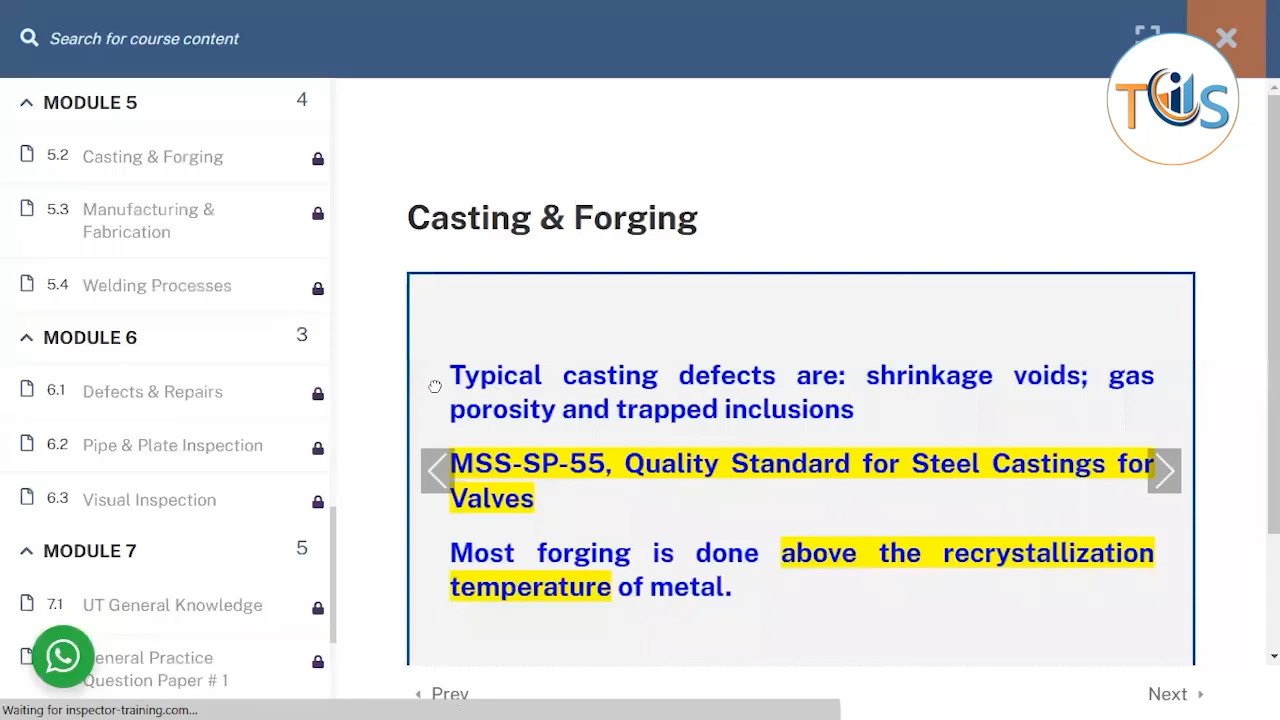 Search for course content
TCIS
MODULE 5 4
5.2 Casting & Forging
5.3 Manufacturing &
Fabrication
5.4 Welding Processes
MODULE 6 3
6.1 Defects & Repairs
6.2 Pipe & Plate Inspection
6.3 Visual Inspection
MODULE 7 5
7.1 UT General Knowledge
eneral Practice
Question Paper # 1
Waiting for inspector-training.com...
Casting & Forging
Typical casting defects are: shrinkage voids; gas
porosity and trapped inclusions
MSS-SP-55, Quality Standard for Steel Castings for
Valves
Most forging is done above the recrystallization
temperature of metal.
Prev
Next